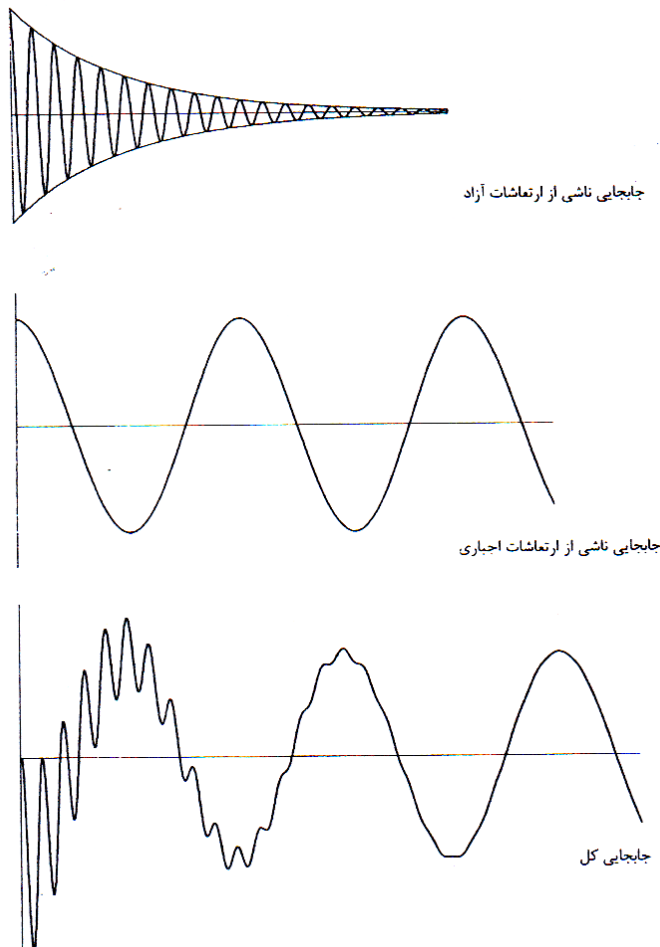 جابجایی ناشی از ارتعاشات آزاد
جابجایی ناشی از ارتعاشات اجباری
جابجایی کل